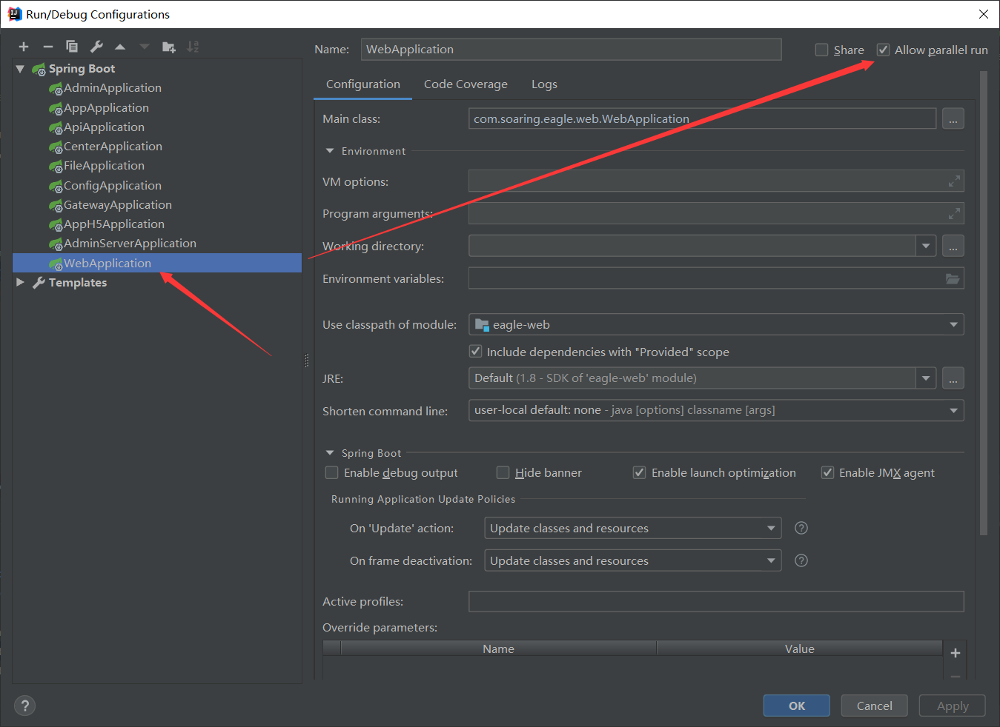 Run/Debug Configurations
Name: WebApplication Share Allow parallel run
Spring Boot
AdminApplication
AppApplication
ApiApplication
CenterApplication
FileApplication
ConfigApplication
GatewayApplication
AppH5Application
AdminServerApplication
WebApplication
Templates
Configuration Code Coverage Logs
Main class: com.soaring.eagle.web.WebApplication ...
Environment
VM options:
Program arguments:
Working directory: ...
Environment variables:
Use classpath of module: eagle-web
Include dependencies with "Provided" scope
JRE: Default (1.8 - SDK of 'eagle-web' module) ...
Shorten command line: user-local default: none - java [options] classname [args]
Spring Boot
Enable debug output Hide banner Enable launch optimization Enable JMX agent
Running Application Update Policies
On 'Update' action: Update classes and resources ?
On frame deactivation: Update classes and resources ?
Active profiles:
Override parameters:
Name Value
? OK Cancel Apply